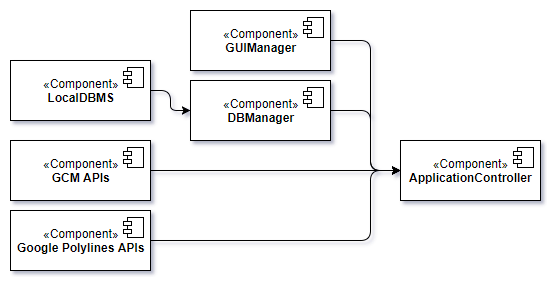 «Component»
GUIManager
«Component»
LocalDBMS
«Component»
DBManager
«Component»
GCM APIs
«Component»
ApplicationController
«Component»
Google Polylines APIs